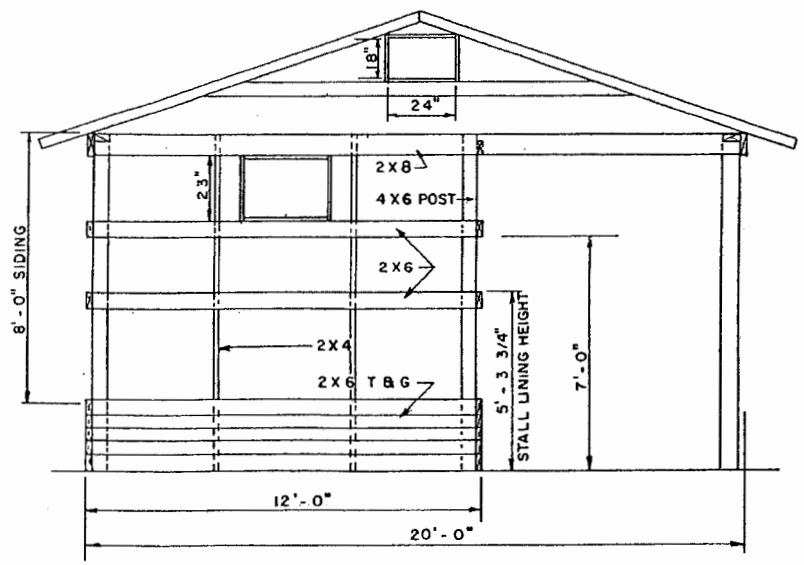 18"
24"
2X8
23"
4X6 POST
8'-0" SIDING
2X6
2X4
5'-3 3/4"
STALL LINING HEIGHT
7'-0"
2X6 T&G
12'-0"
20'-0"